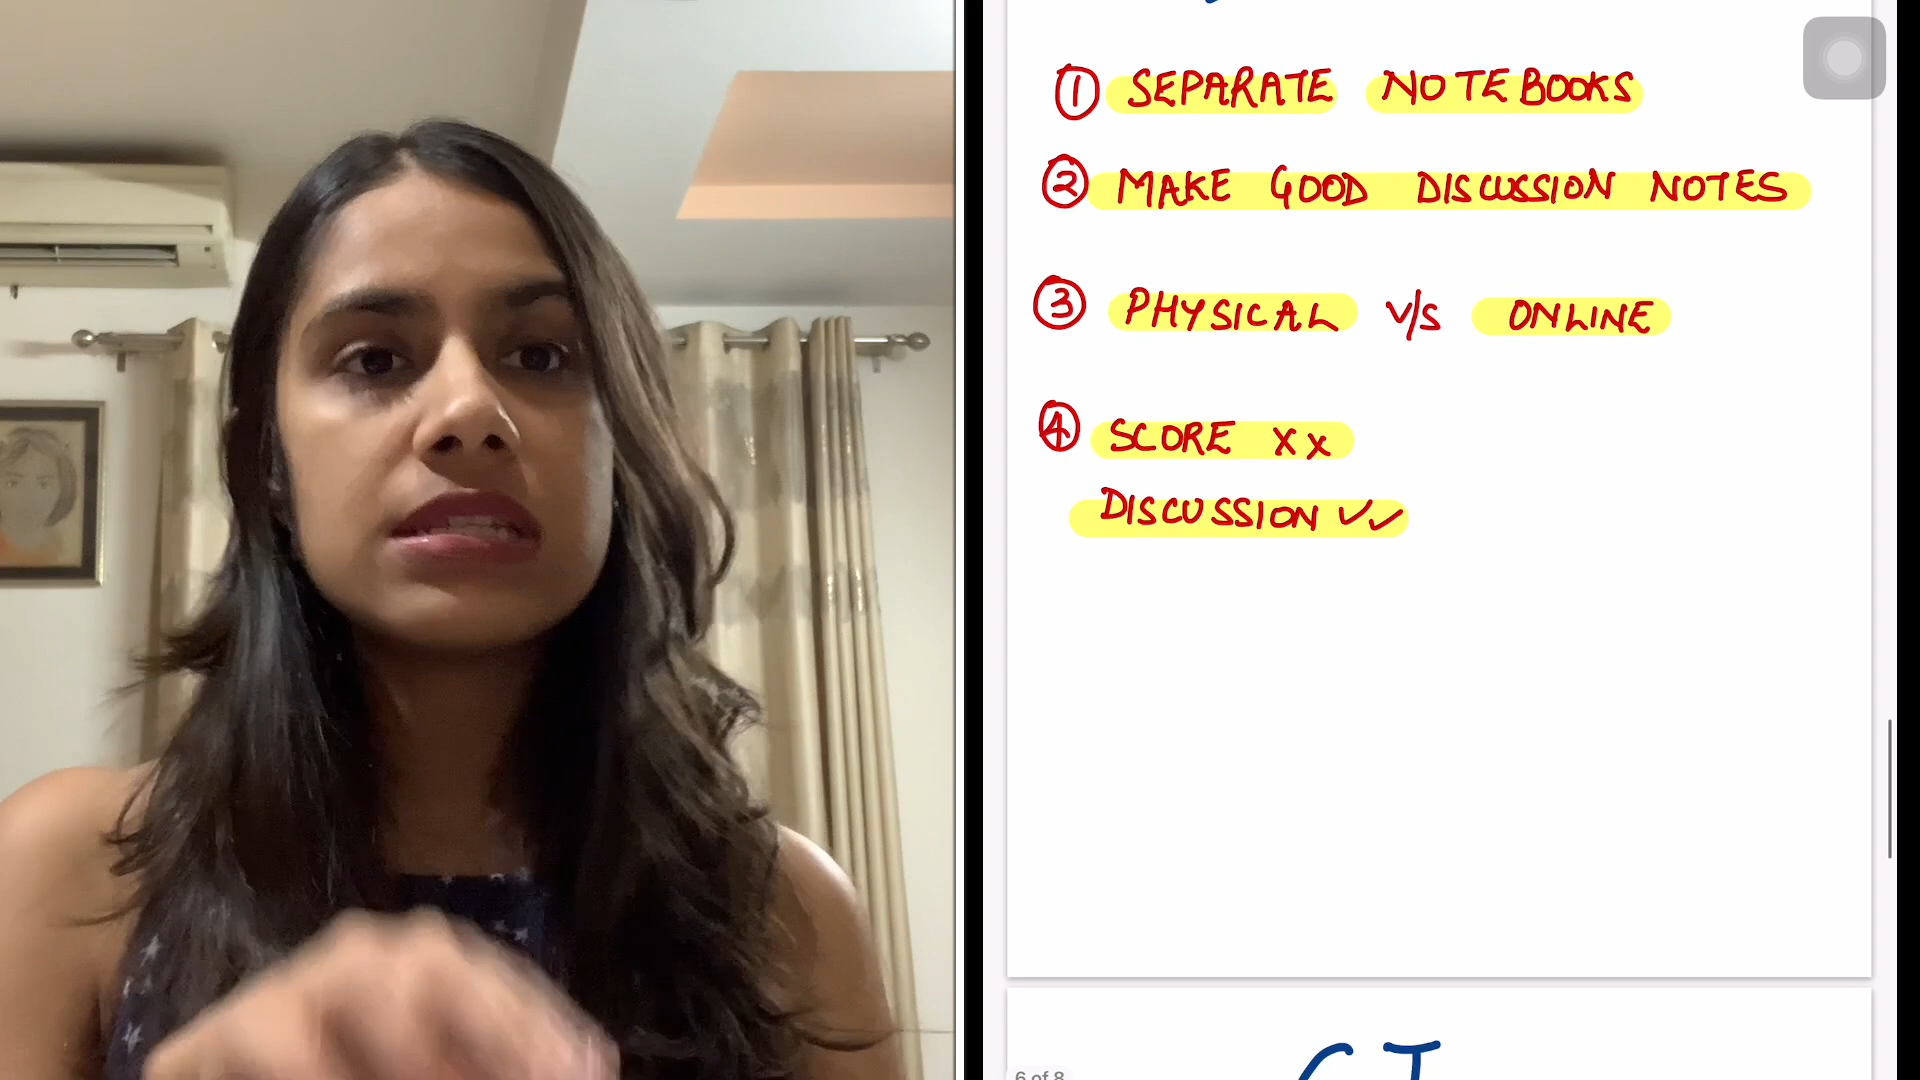 ① SEPARATE NOTEBOOKS
② MAKE GOOD DISCUSSION NOTES
③ PHYSICAL v/s ONLINE
④ SCORE xx
DISCUSSION ✓✓
6 of 8